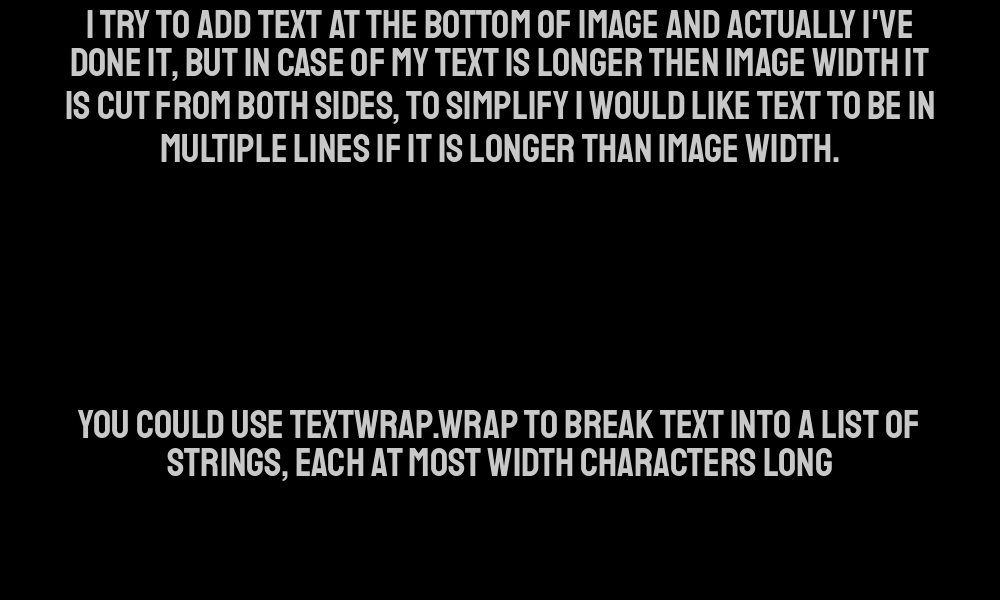 I TRY TO ADD TEXT AT THE BOTTOM OF IMAGE AND ACTUALLY I'VE
DONE IT, BUT IN CASE OF MY TEXT IS LONGER THEN IMAGE WIDTH IT
IS CUT FROM BOTH SIDES, TO SIMPLIFY I WOULD LIKE TEXT TO BE IN
MULTIPLE LINES IF IT IS LONGER THAN IMAGE WIDTH.
YOU COULD USE TEXTWRAP.WRAP TO BREAK TEXT INTO A LIST OF
STRINGS, EACH AT MOST WIDTH CHARACTERS LONG